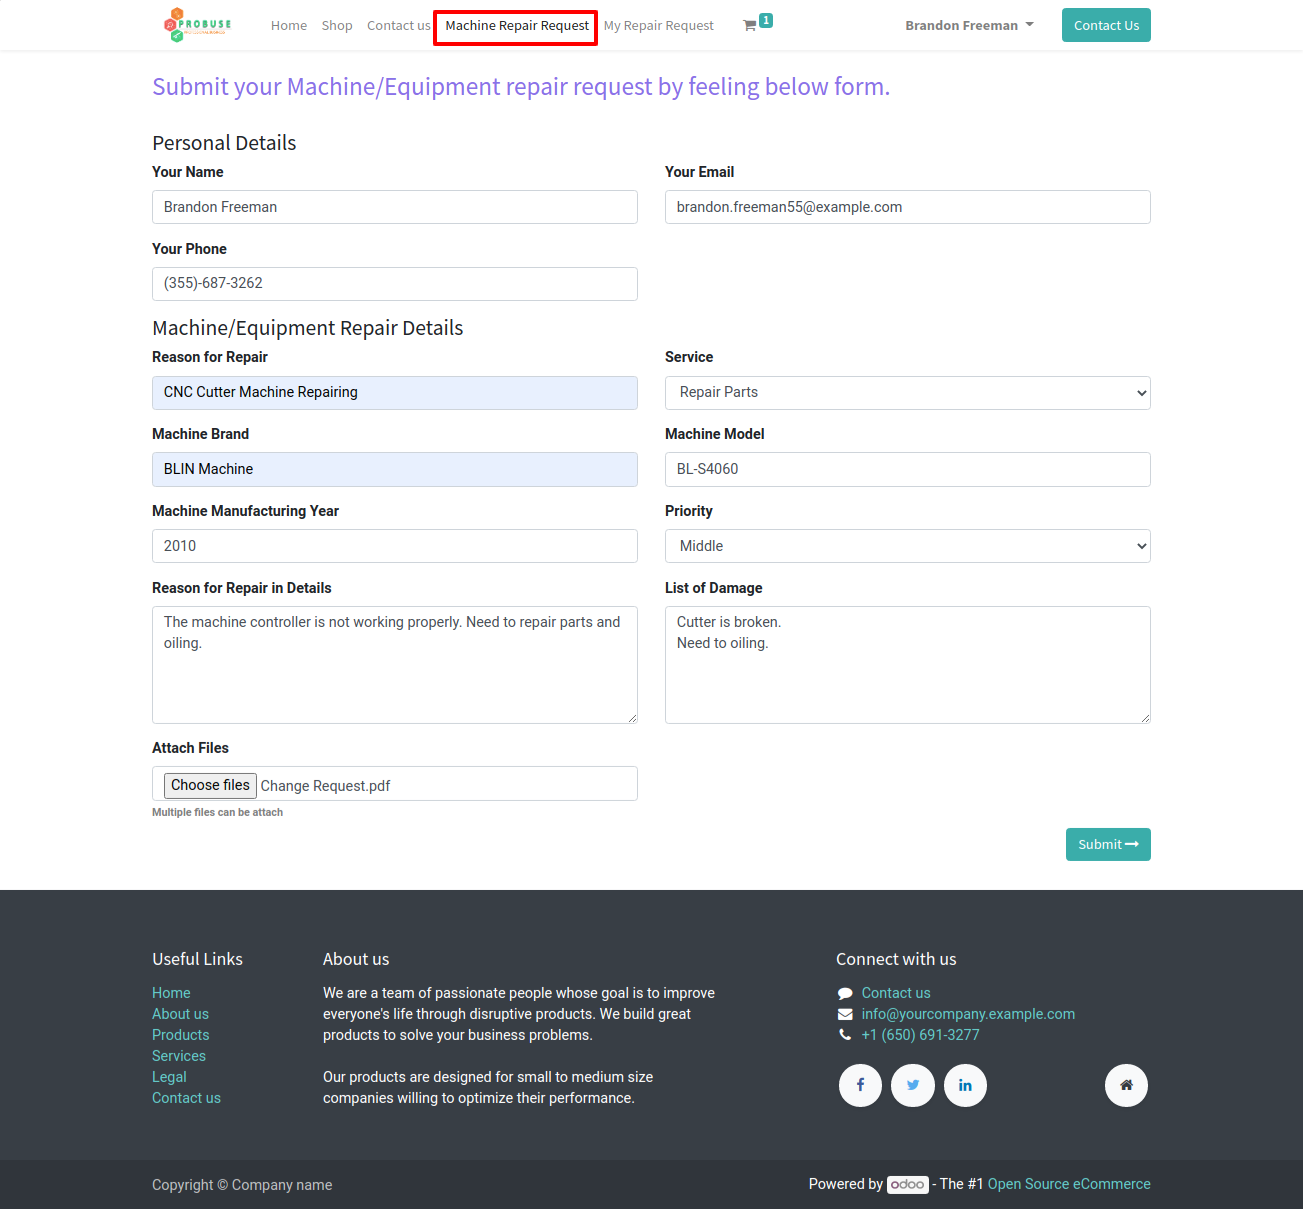 PROBUSE
Home Shop Contact us Machine Repair Request My Repair Request 1 Brandon Freeman Contact Us
Submit your Machine/Equipment repair request by feeling below form.
Personal Details
Your Name Your Email
Brandon Freeman brandon.freeman55@example.com
Your Phone
(355)-687-3262
Machine/Equipment Repair Details
Reason for Repair Service
CNC Cutter Machine Repairing Repair Parts
Machine Brand Machine Model
BLIN Machine BL-S4060
Machine Manufacturing Year Priority
2010 Middle
Reason for Repair in Details List of Damage
The machine controller is not working properly. Need to repair parts and Cutter is broken.
oiling. Need to oiling.
Attach Files
Choose files Change Request.pdf
Multiple files can be attach
Submit
Useful Links About us Connect with us
Home We are a team of passionate people whose goal is to improve Contact us
About us everyone's life through disruptive products. We build great info@yourcompany.example.com
Products products to solve your business problems. +1 (650) 691-3277
Services
Legal Our products are designed for small to medium size
Contact us companies willing to optimize their performance.
Copyright © Company name Powered by odoo - The #1 Open Source eCommerce